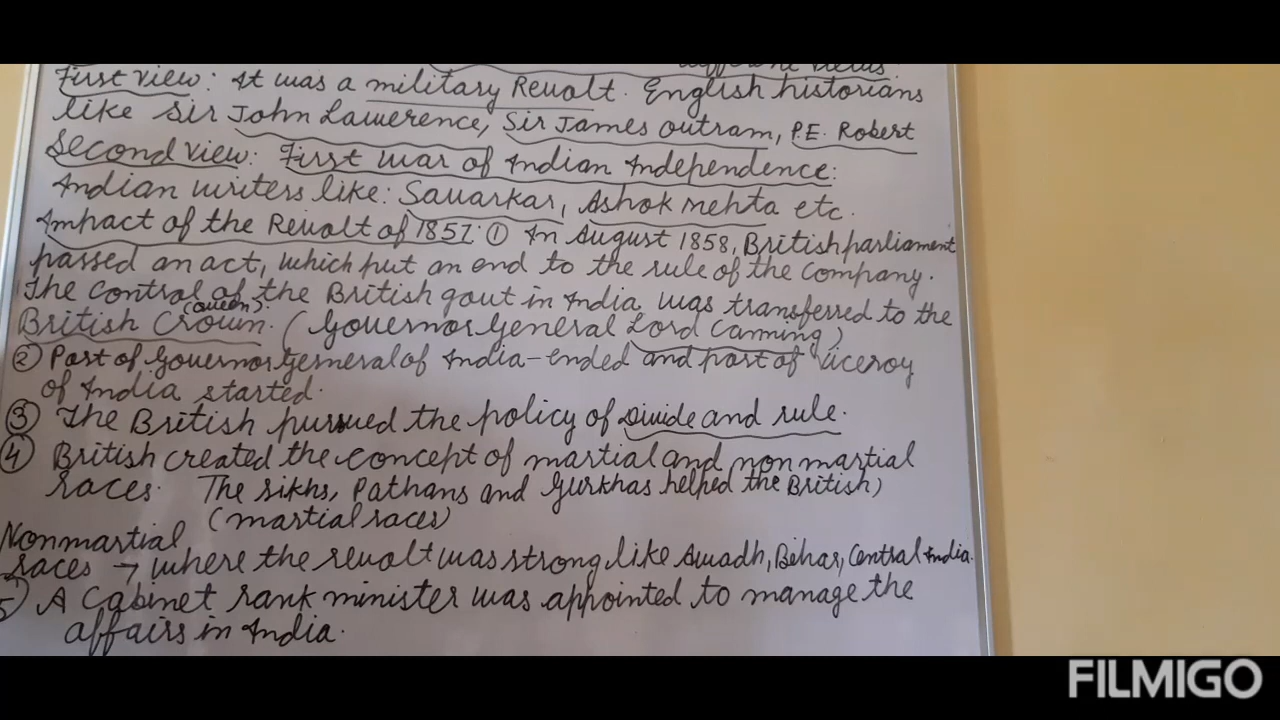 different views.
First view: It was a military Revolt. English historians
like Sir John Lawerence, Sir James Outram, P.E. Robert
Second view: First war of Indian Independence:
Indian writers like: Savarkar, Ashok Mehta etc.
Impact of the Revolt of 1857: ① In August 1858, British parliament
passed an act, which put an end to the rule of the company.
The control of the British govt in India was transferred to the
(Queen)
British Crown. (Governor General Lord Canning)
② Post of Governor General of India-ended and post of viceroy
of India started.
③ The British pursued the policy of Divide and rule.
④ British created the concept of martial and non martial
races. The Sikhs, Pathans and Gurkhas helped the British)
(martial races)
Nonmartial
races → where the revolt was strong like Awadh, Bihar, Central India.
5 A Cabinet rank minister was appointed to manage the
affairs in India.
FILMIGO